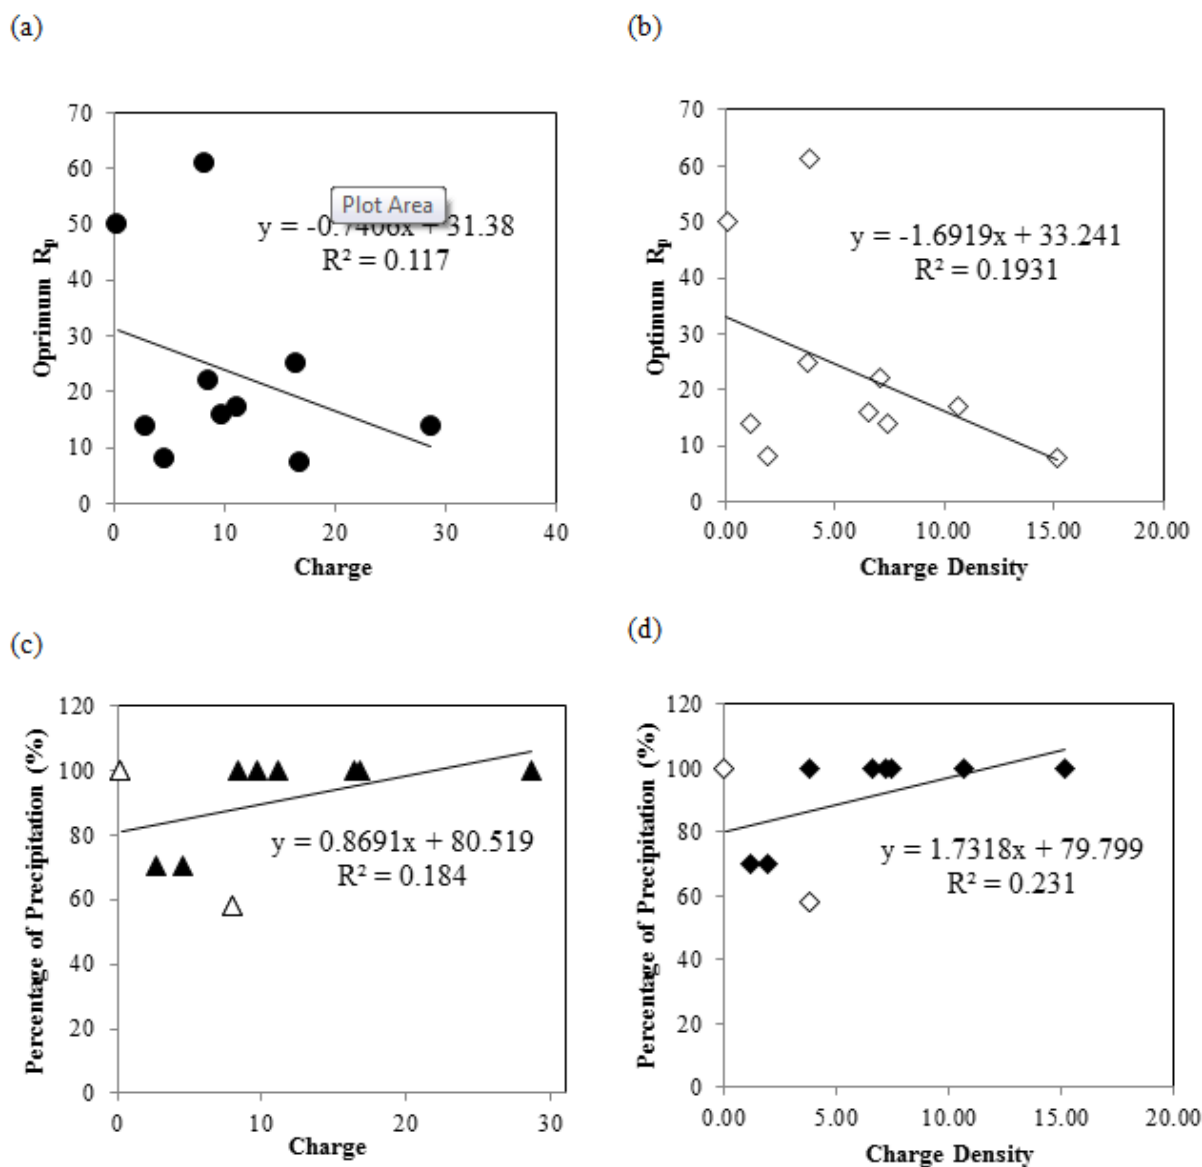 (a)
70
60
50
40
30
20
10
0
Oprimum Rp
Plot Area
y = -0.7406x + 31.38
R² = 0.117
0 10 20 30 40
Charge
(b)
70
60
50
40
30
20
10
0
Optimum Rp
y = -1.6919x + 33.241
R² = 0.1931
0.00 5.00 10.00 15.00 20.00
Charge Density
(c)
120
100
80
60
40
20
0
Percentage of Precipitation (%)
y = 0.8691x + 80.519
R² = 0.184
0 10 20 30
Charge
(d)
120
100
80
60
40
20
0
Percentage of Precipitation (%)
y = 1.7318x + 79.799
R² = 0.231
0.00 5.00 10.00 15.00 20.00
Charge Density